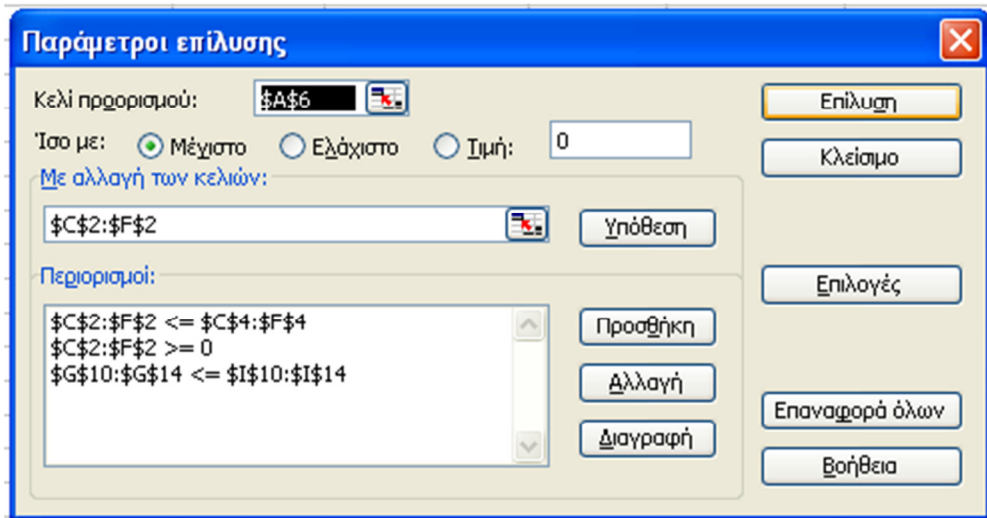 Παράμετροι επίλυσης
Κελί προορισμού: $A$6
Επίλυση
Ίσο με: Μέγιστο Ελάχιστο Τιμή: 0
Κλείσιμο
Με αλλαγή των κελιών:
$C$2:$F$2
Υπόθεση
Περιορισμοί:
Επιλογές
$C$2:$F$2 <= $C$4:$F$4
$C$2:$F$2 >= 0
$G$10:$G$14 <= $I$10:$I$14
Προσθήκη
Αλλαγή
Διαγραφή
Επαναφορά όλων
Βοήθεια